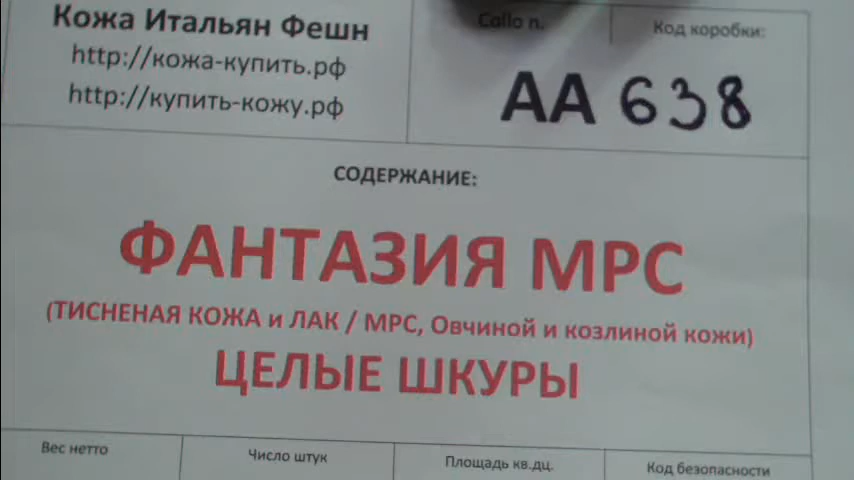 Кожа Итальян Фешн
http://кожа-купить.рф
http://купить-кожу.рф
Collo n.
Код коробки:
АА 638
СОДЕРЖАНИЕ:
ФАНТАЗИЯ МРС
(ТИСНЕНАЯ КОЖА и ЛАК / МРС, Овчиной и козлиной кожи)
ЦЕЛЫЕ ШКУРЫ
Вес нетто
Число штук
Площадь кв.дц.
Код безопасности